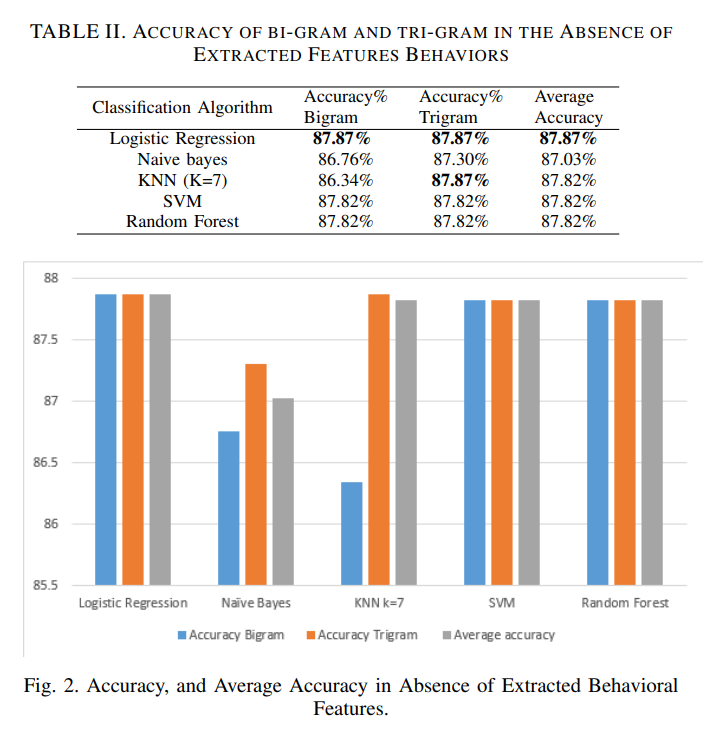 TABLE II. ACCURACY OF BI-GRAM AND TRI-GRAM IN THE ABSENCE OF
EXTRACTED FEATURES BEHAVIORS
Classification Algorithm Accuracy% Bigram Accuracy% Trigram Average Accuracy
Logistic Regression 87.87% 87.87% 87.87%
Naive bayes 86.76% 87.30% 87.03%
KNN (K=7) 86.34% 87.87% 87.82%
SVM 87.82% 87.82% 87.82%
Random Forest 87.82% 87.82% 87.82%
88
87.5
87
86.5
86
85.5
Logistic Regression Naïve Bayes KNN k=7 SVM Random Forest
Accuracy Bigram Accuracy Trigram Average accuracy
Fig. 2. Accuracy, and Average Accuracy in Absence of Extracted Behavioral
Features.